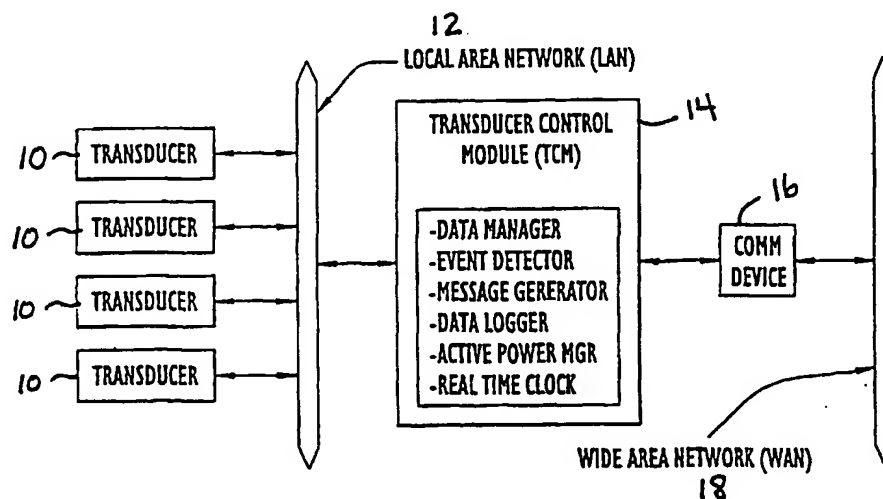 12
LOCAL AREA NETWORK (LAN)
14
TRANSDUCER CONTROL
MODULE (TCM)
10
TRANSDUCER
10
TRANSDUCER
10
TRANSDUCER
10
TRANSDUCER
-DATA MANAGER
-EVENT DETECTOR
-MESSAGE GERERATOR
-DATA LOGGER
-ACTIVE POWER MGR
-REAL TIME CLOCK
16
COMM
DEVICE
WIDE AREA NETWORK (WAN)
18